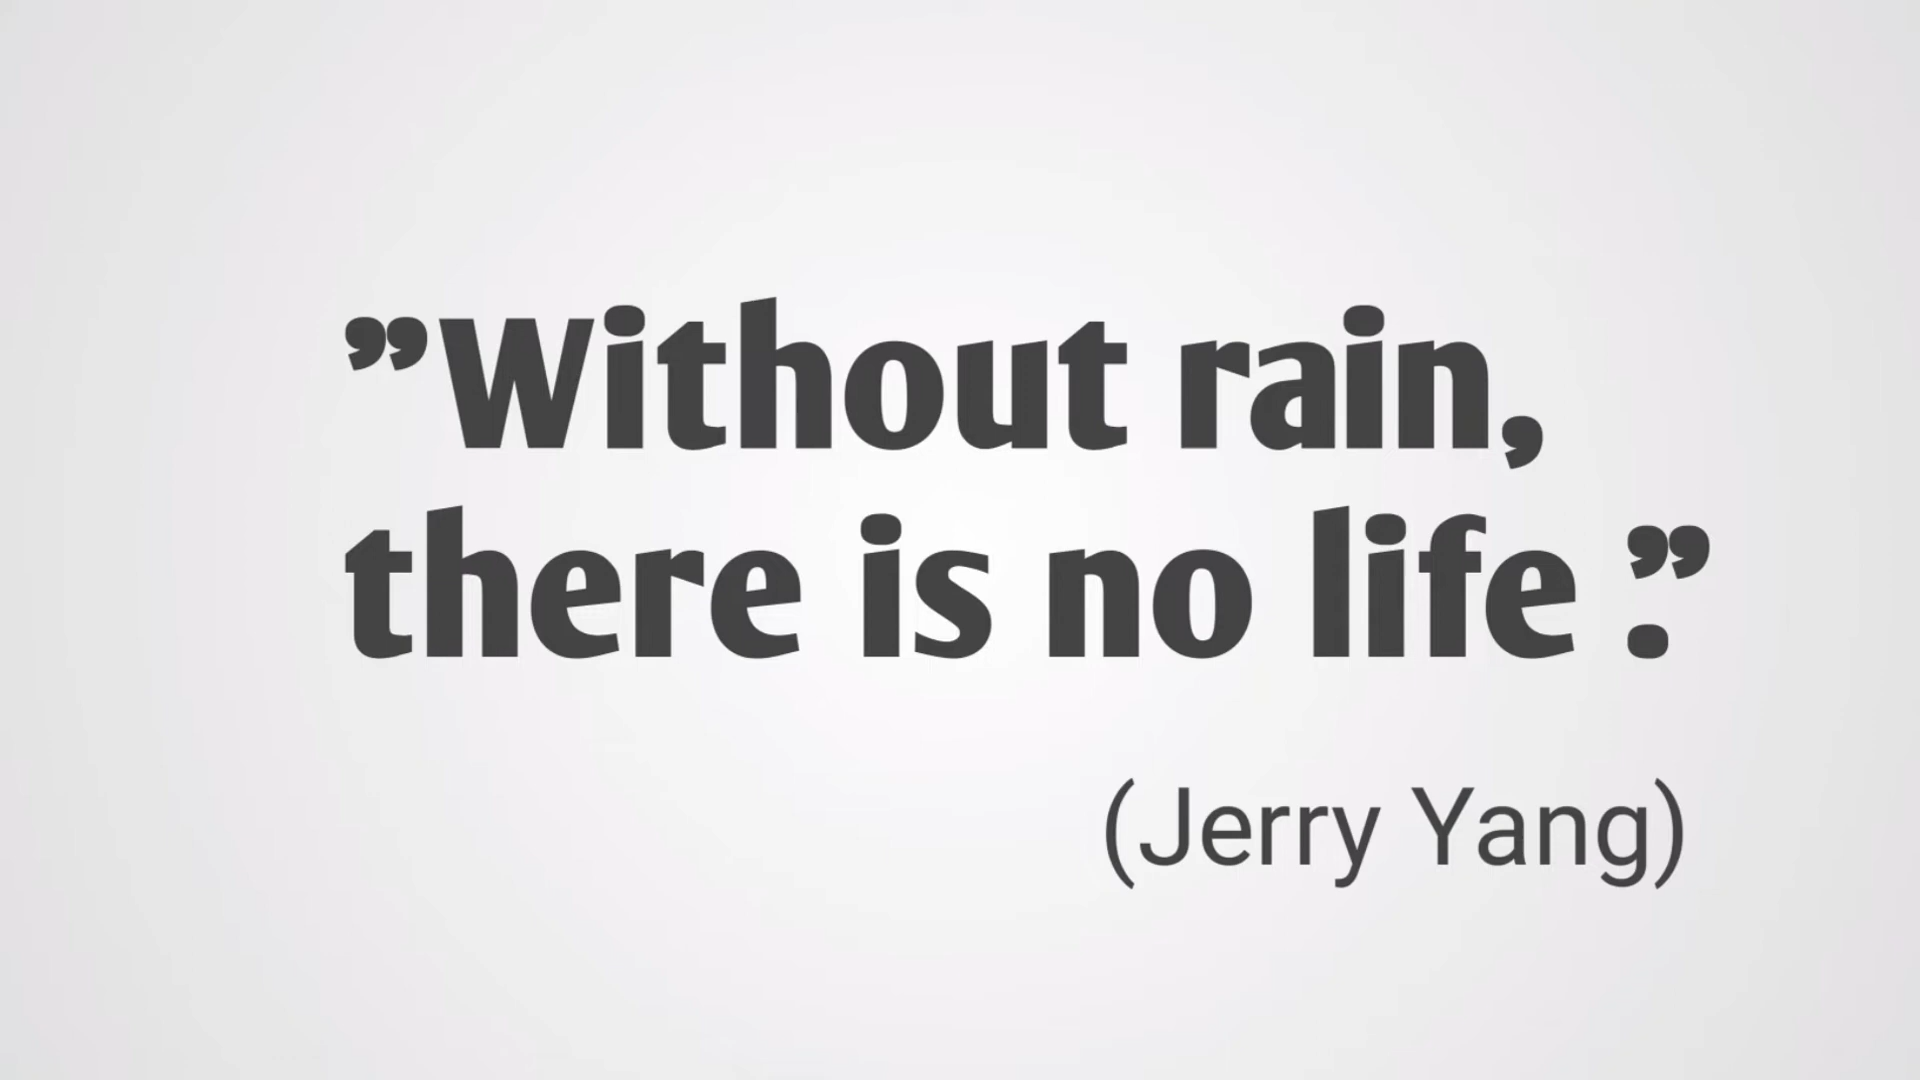 ”Without rain,
there is no life .”
(Jerry Yang)